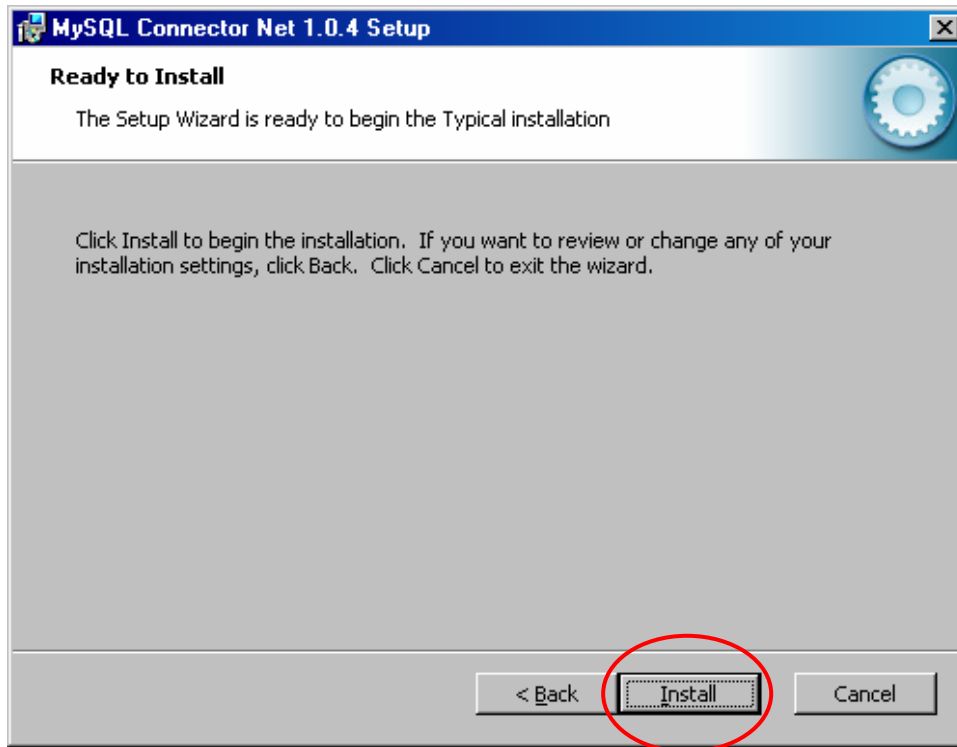 MySQL Connector Net 1.0.4 Setup
Ready to Install
The Setup Wizard is ready to begin the Typical installation
Click Install to begin the installation.  If you want to review or change any of your
installation settings, click Back.  Click Cancel to exit the wizard.
< Back Install Cancel